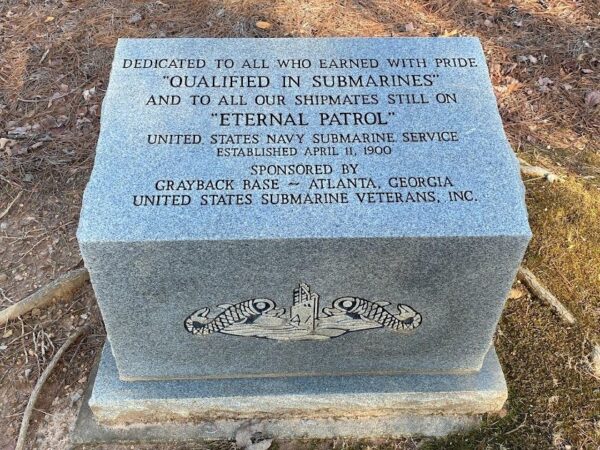 DEDICATED TO ALL WHO EARNED WITH PRIDE
"QUALIFIED IN SUBMARINES"
AND TO ALL OUR SHIPMATES STILL ON
"ETERNAL PATROL"
UNITED STATES NAVY SUBMARINE SERVICE
ESTABLISHED APRIL 11, 1900
SPONSORED BY
GRAYBACK BASE ~ ATLANTA, GEORGIA
UNITED STATES SUBMARINE VETERANS, INC.